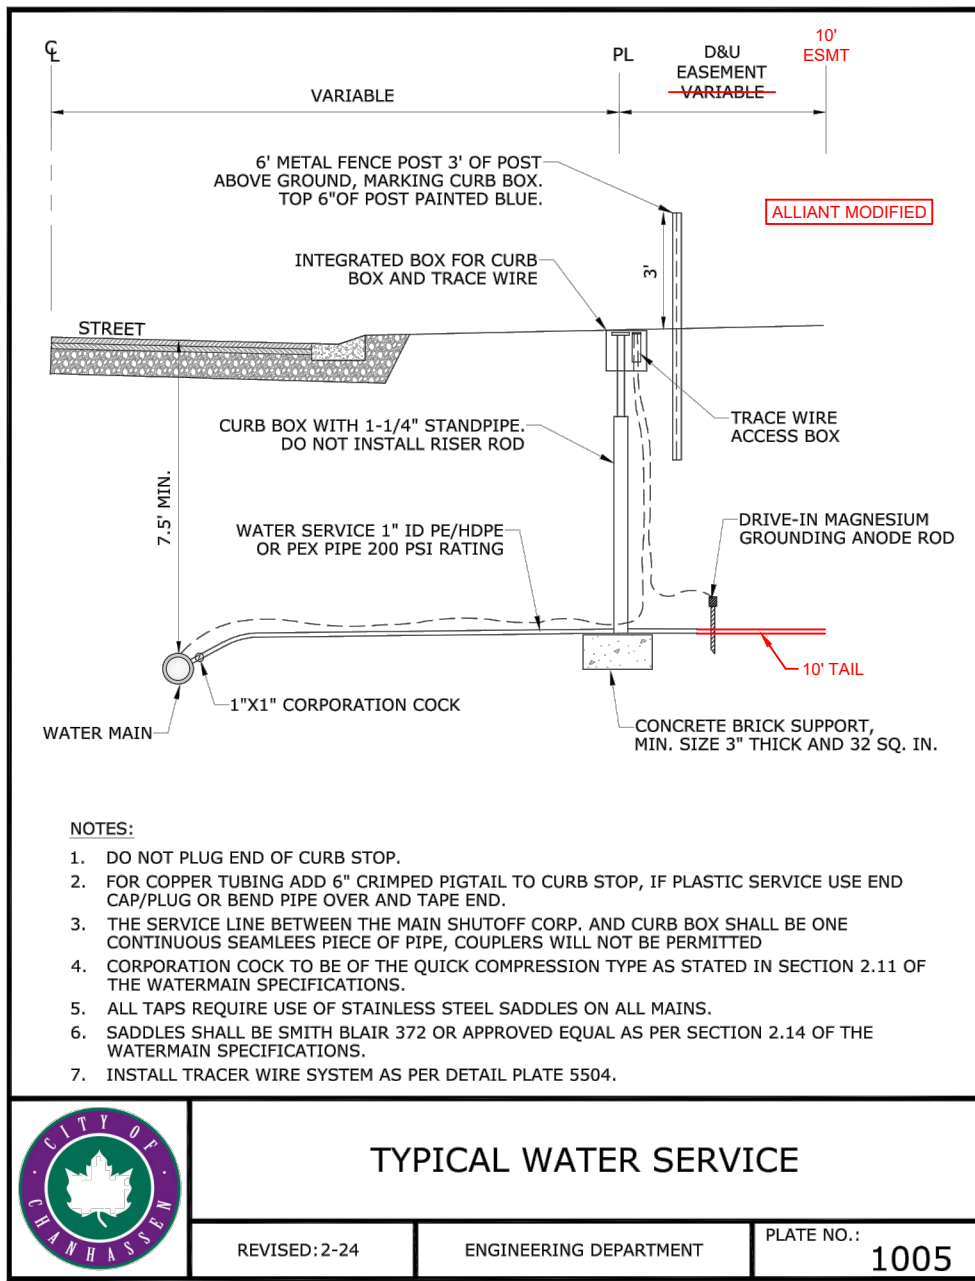 ℄
PL
D&U
EASEMENT
VARIABLE
10'
ESMT
VARIABLE
6' METAL FENCE POST 3' OF POST
ABOVE GROUND, MARKING CURB BOX.
TOP 6"OF POST PAINTED BLUE.
ALLIANT MODIFIED
INTEGRATED BOX FOR CURB
BOX AND TRACE WIRE
3'
STREET
TRACE WIRE
ACCESS BOX
CURB BOX WITH 1-1/4" STANDPIPE.
DO NOT INSTALL RISER ROD
7.5' MIN.
WATER SERVICE 1" ID PE/HDPE
OR PEX PIPE 200 PSI RATING
DRIVE-IN MAGNESIUM
GROUNDING ANODE ROD
10' TAIL
1"X1" CORPORATION COCK
WATER MAIN
CONCRETE BRICK SUPPORT,
MIN. SIZE 3" THICK AND 32 SQ. IN.
NOTES:
1. DO NOT PLUG END OF CURB STOP.
2. FOR COPPER TUBING ADD 6" CRIMPED PIGTAIL TO CURB STOP, IF PLASTIC SERVICE USE END
CAP/PLUG OR BEND PIPE OVER AND TAPE END.
3. THE SERVICE LINE BETWEEN THE MAIN SHUTOFF CORP. AND CURB BOX SHALL BE ONE
CONTINUOUS SEAMLEES PIECE OF PIPE, COUPLERS WILL NOT BE PERMITTED
4. CORPORATION COCK TO BE OF THE QUICK COMPRESSION TYPE AS STATED IN SECTION 2.11 OF
THE WATERMAIN SPECIFICATIONS.
5. ALL TAPS REQUIRE USE OF STAINLESS STEEL SADDLES ON ALL MAINS.
6. SADDLES SHALL BE SMITH BLAIR 372 OR APPROVED EQUAL AS PER SECTION 2.14 OF THE
WATERMAIN SPECIFICATIONS.
7. INSTALL TRACER WIRE SYSTEM AS PER DETAIL PLATE 5504.
CITY OF
CHANHASSEN
TYPICAL WATER SERVICE
REVISED:2-24
ENGINEERING DEPARTMENT
PLATE NO.:
1005